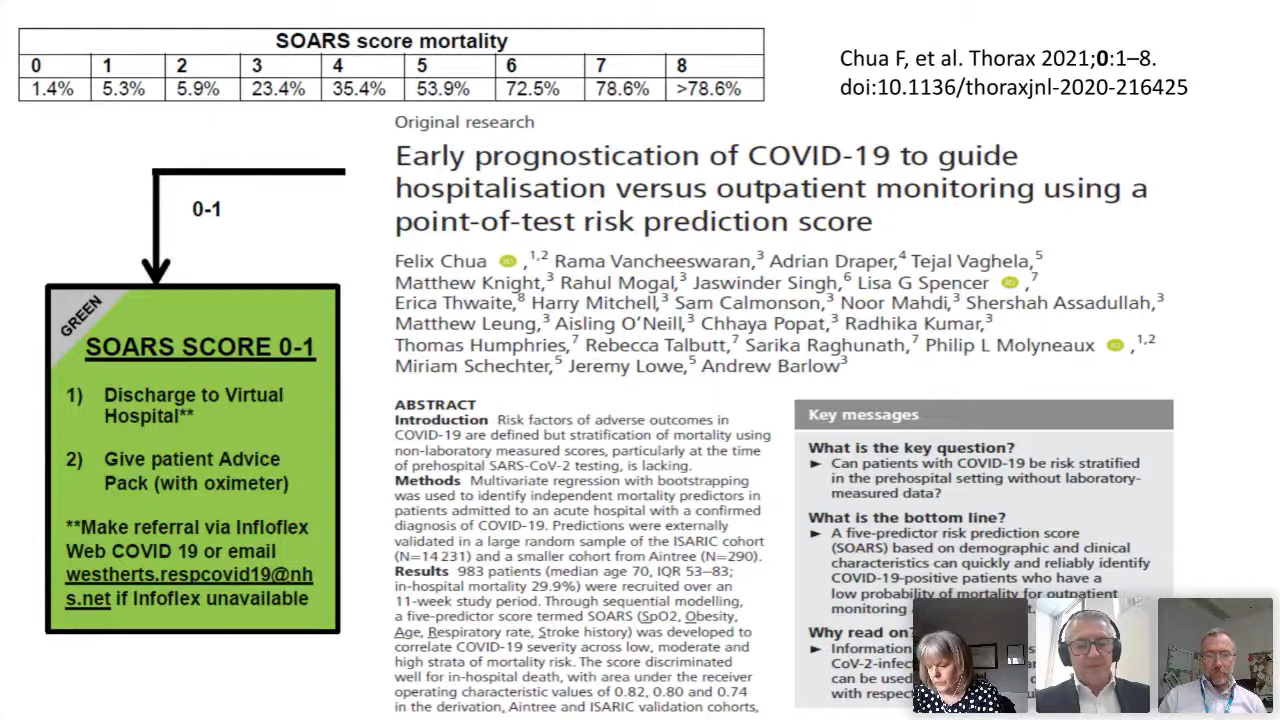 SOARS score mortality
0 1 2 3 4 5 6 7 8
1.4% 5.3% 5.9% 23.4% 35.4% 53.9% 72.5% 78.6% >78.6%
Chua F, et al. Thorax 2021;0:1–8.
doi:10.1136/thoraxjnl-2020-216425
0-1
GREEN
SOARS SCORE 0-1
1) Discharge to Virtual
Hospital**
2) Give patient Advice
Pack (with oximeter)
**Make referral via Infloflex
Web COVID 19 or email
westherts.respcovid19@nh
s.net if Infoflex unavailable
Original research
Early prognostication of COVID-19 to guide
hospitalisation versus outpatient monitoring using a
point-of-test risk prediction score
Felix Chua ,1,2 Rama Vancheeswaran,3 Adrian Draper,4 Tejal Vaghela,5
Matthew Knight,3 Rahul Mogal,3 Jaswinder Singh,6 Lisa G Spencer ,7
Erica Thwaite,8 Harry Mitchell,3 Sam Calmonson,3 Noor Mahdi,3 Shershah Assadullah,3
Matthew Leung,3 Aisling O'Neill,3 Chhaya Popat,3 Radhika Kumar,3
Thomas Humphries,7 Rebecca Talbutt,7 Sarika Raghunath,7 Philip L Molyneaux ,1,2
Miriam Schechter,5 Jeremy Lowe,5 Andrew Barlow3
ABSTRACT
Introduction Risk factors of adverse outcomes in
COVID-19 are defined but stratification of mortality using
non-laboratory measured scores, particularly at the time
of prehospital SARS-CoV-2 testing, is lacking.
Methods Multivariate regression with bootstrapping
was used to identify independent mortality predictors in
patients admitted to an acute hospital with a confirmed
diagnosis of COVID-19. Predictions were externally
validated in a large random sample of the ISARIC cohort
(N=14 231) and a smaller cohort from Aintree (N=290).
Results 983 patients (median age 70, IQR 53–83;
in-hospital mortality 29.9%) were recruited over an
11-week study period. Through sequential modelling,
a five-predictor score termed SOARS (SpO2, Obesity,
Age, Respiratory rate, Stroke history) was developed to
correlate COVID-19 severity across low, moderate and
high strata of mortality risk. The score discriminated
well for in-hospital death, with area under the receiver
operating characteristic values of 0.82, 0.80 and 0.74
in the derivation, Aintree and ISARIC validation cohorts,
Key messages
What is the key question?
► Can patients with COVID-19 be risk stratified
in the prehospital setting without laboratory-
measured data?
What is the bottom line?
► A five-predictor risk prediction score
(SOARS) based on demographic and clinical
characteristics can quickly and reliably identify
COVID-19-positive patients who have a
low probability of mortality for outpatient
monitoring
Why read on?
► Information
CoV-2-infec
can be used
with respec